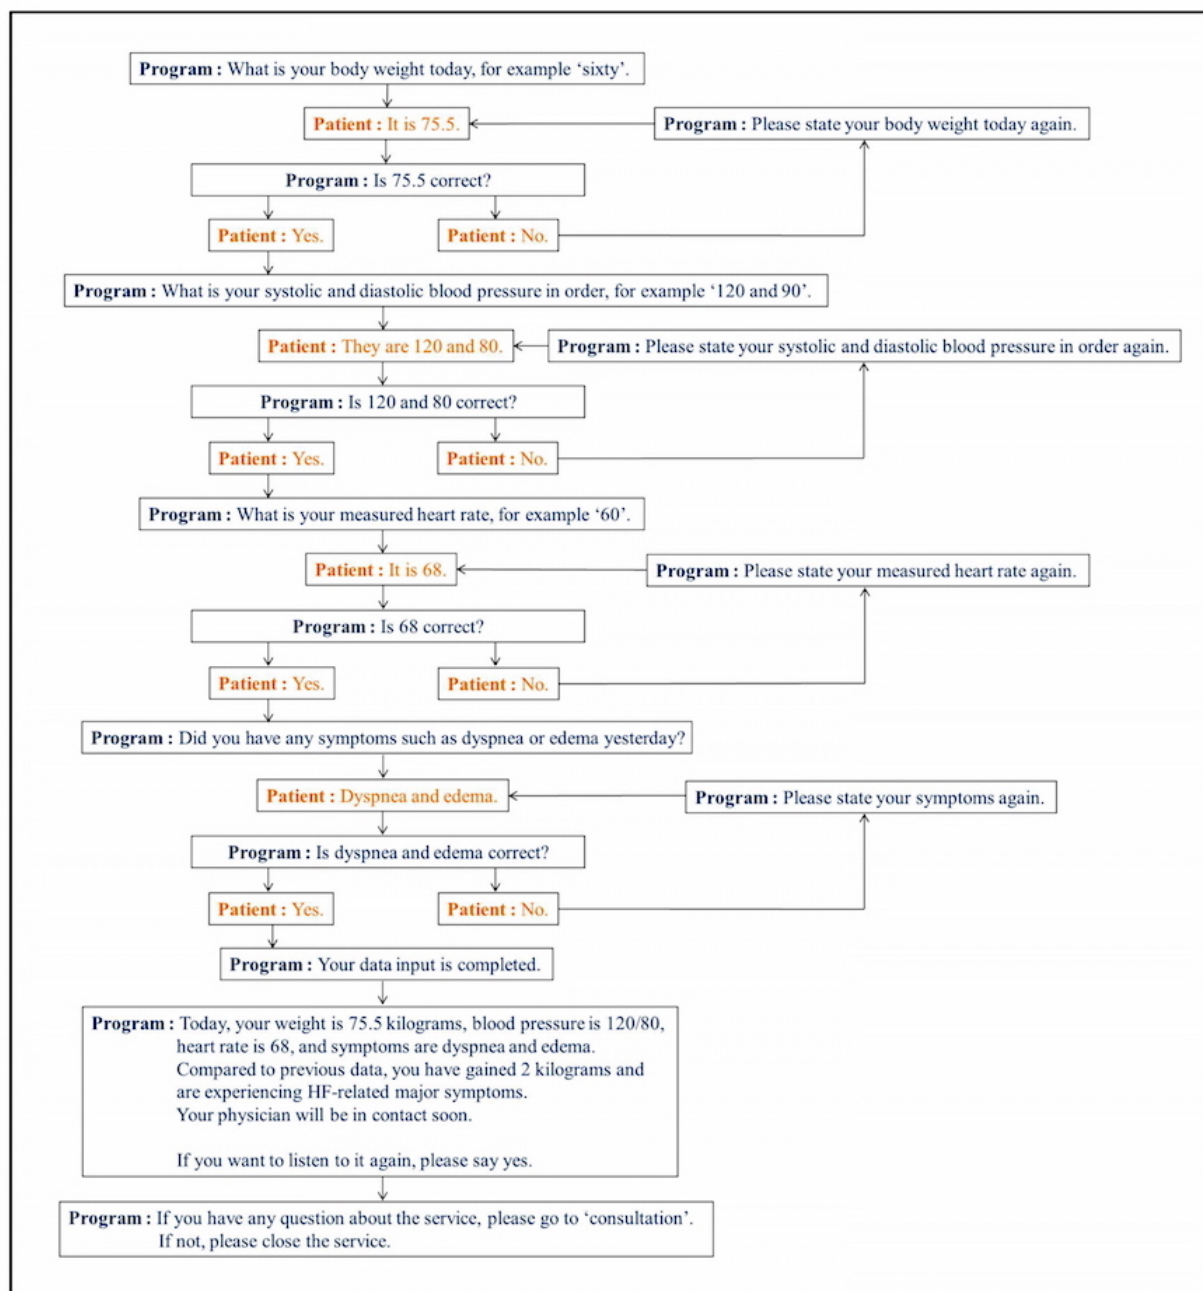 Program : What is your body weight today, for example ‘sixty’.
Patient : It is 75.5.
Program : Please state your body weight today again.
Program : Is 75.5 correct?
Patient : Yes.
Patient : No.
Program : What is your systolic and diastolic blood pressure in order, for example ‘120 and 90’.
Patient : They are 120 and 80.
Program : Please state your systolic and diastolic blood pressure in order again.
Program : Is 120 and 80 correct?
Patient : Yes.
Patient : No.
Program : What is your measured heart rate, for example ‘60’.
Patient : It is 68.
Program : Please state your measured heart rate again.
Program : Is 68 correct?
Patient : Yes.
Patient : No.
Program : Did you have any symptoms such as dyspnea or edema yesterday?
Patient : Dyspnea and edema.
Program : Please state your symptoms again.
Program : Is dyspnea and edema correct?
Patient : Yes.
Patient : No.
Program : Your data input is completed.
Program : Today, your weight is 75.5 kilograms, blood pressure is 120/80,
heart rate is 68, and symptoms are dyspnea and edema.
Compared to previous data, you have gained 2 kilograms and
are experiencing HF-related major symptoms.
Your physician will be in contact soon.
If you want to listen to it again, please say yes.
Program : If you have any question about the service, please go to ‘consultation’.
If not, please close the service.